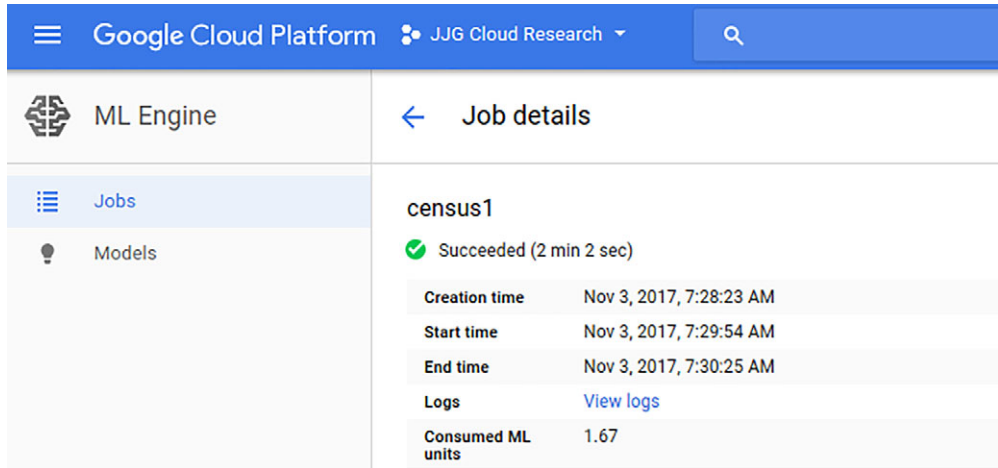 Google Cloud Platform JJG Cloud Research
ML Engine
Job details
Jobs
Models
census1
Succeeded (2 min 2 sec)
Creation time Nov 3, 2017, 7:28:23 AM
Start time Nov 3, 2017, 7:29:54 AM
End time Nov 3, 2017, 7:30:25 AM
Logs View logs
Consumed ML 1.67
units